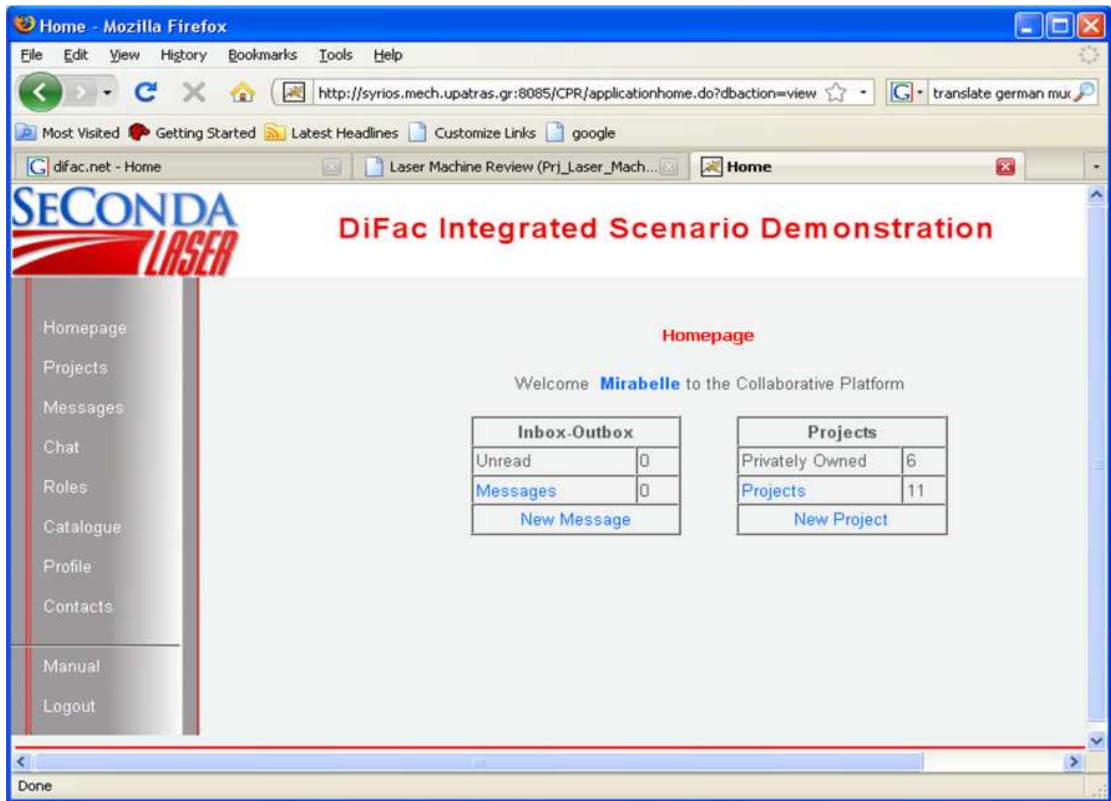 Home - Mozilla Firefox
File Edit View History Bookmarks Tools Help
http://syrios.mech.upatras.gr:8085/CPR/applicationhome.do?dbaction=view
G translate german
Most Visited Getting Started Latest Headlines Customize Links google
G difac.net - Home
Laser Machine Review (Prj_Laser_Mach...
Home
SECONDA
LASER
DiFac Integrated Scenario Demonstration
Homepage
Projects
Messages
Chat
Roles
Catalogue
Profile
Contacts
Manual
Logout
Homepage
Welcome Mirabelle to the Collaborative Platform
Inbox-Outbox
Unread 0
Messages 0
New Message
Projects
Privately Owned 6
Projects 11
New Project
Done